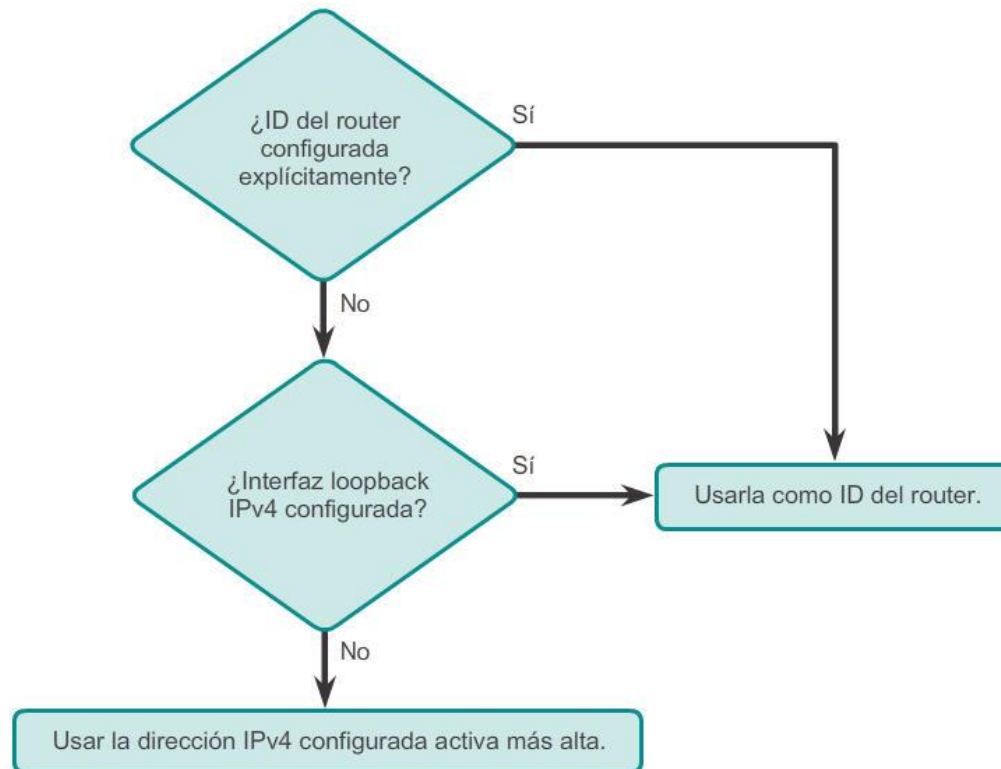 ¿ID del router
configurada
explícitamente?
Sí
No
¿Interfaz loopback
IPv4 configurada?
Sí
Usarla como ID del router.
No
Usar la dirección IPv4 configurada activa más alta.